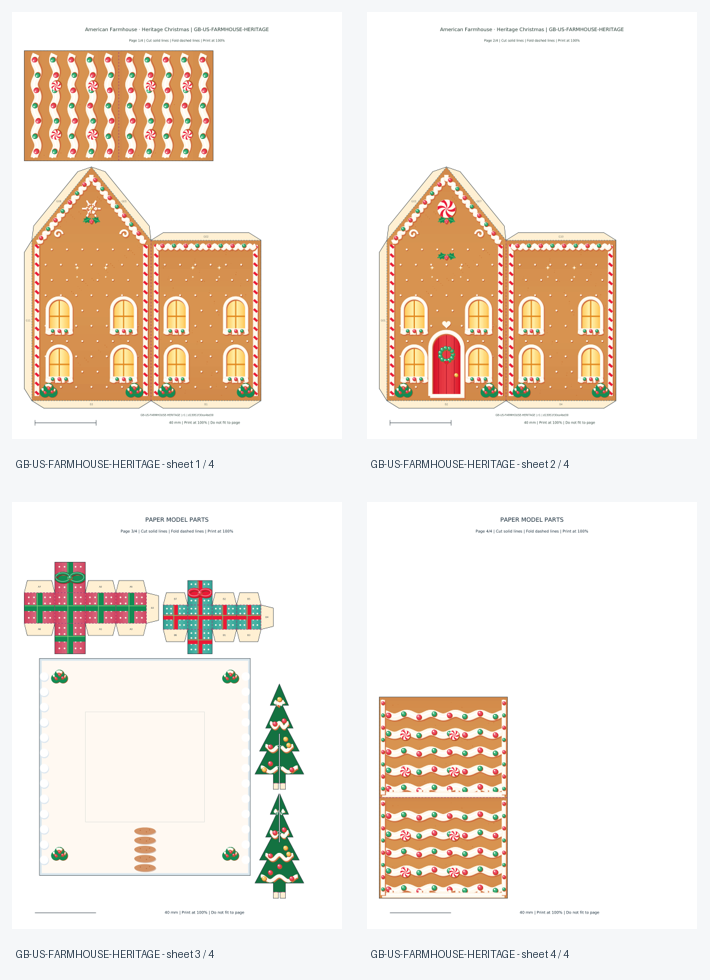 American Farmhouse · Heritage Christmas | GB-US-FARMHOUSE-HERITAGE
Page 1/4 | Cut solid lines | Fold dashed lines | Print at 100%
40 mm | Print at 100% | Do not fit to page
GB-US-FARMHOUSE-HERITAGE - sheet 1 / 4
American Farmhouse · Heritage Christmas | GB-US-FARMHOUSE-HERITAGE
Page 2/4 | Cut solid lines | Fold dashed lines | Print at 100%
40 mm | Print at 100% | Do not fit to page
GB-US-FARMHOUSE-HERITAGE - sheet 2 / 4
PAPER MODEL PARTS
Page 3/4 | Cut solid lines | Fold dashed lines | Print at 100%
40 mm | Print at 100% | Do not fit to page
GB-US-FARMHOUSE-HERITAGE - sheet 3 / 4
PAPER MODEL PARTS
Page 4/4 | Cut solid lines | Fold dashed lines | Print at 100%
40 mm | Print at 100% | Do not fit to page
GB-US-FARMHOUSE-HERITAGE - sheet 4 / 4